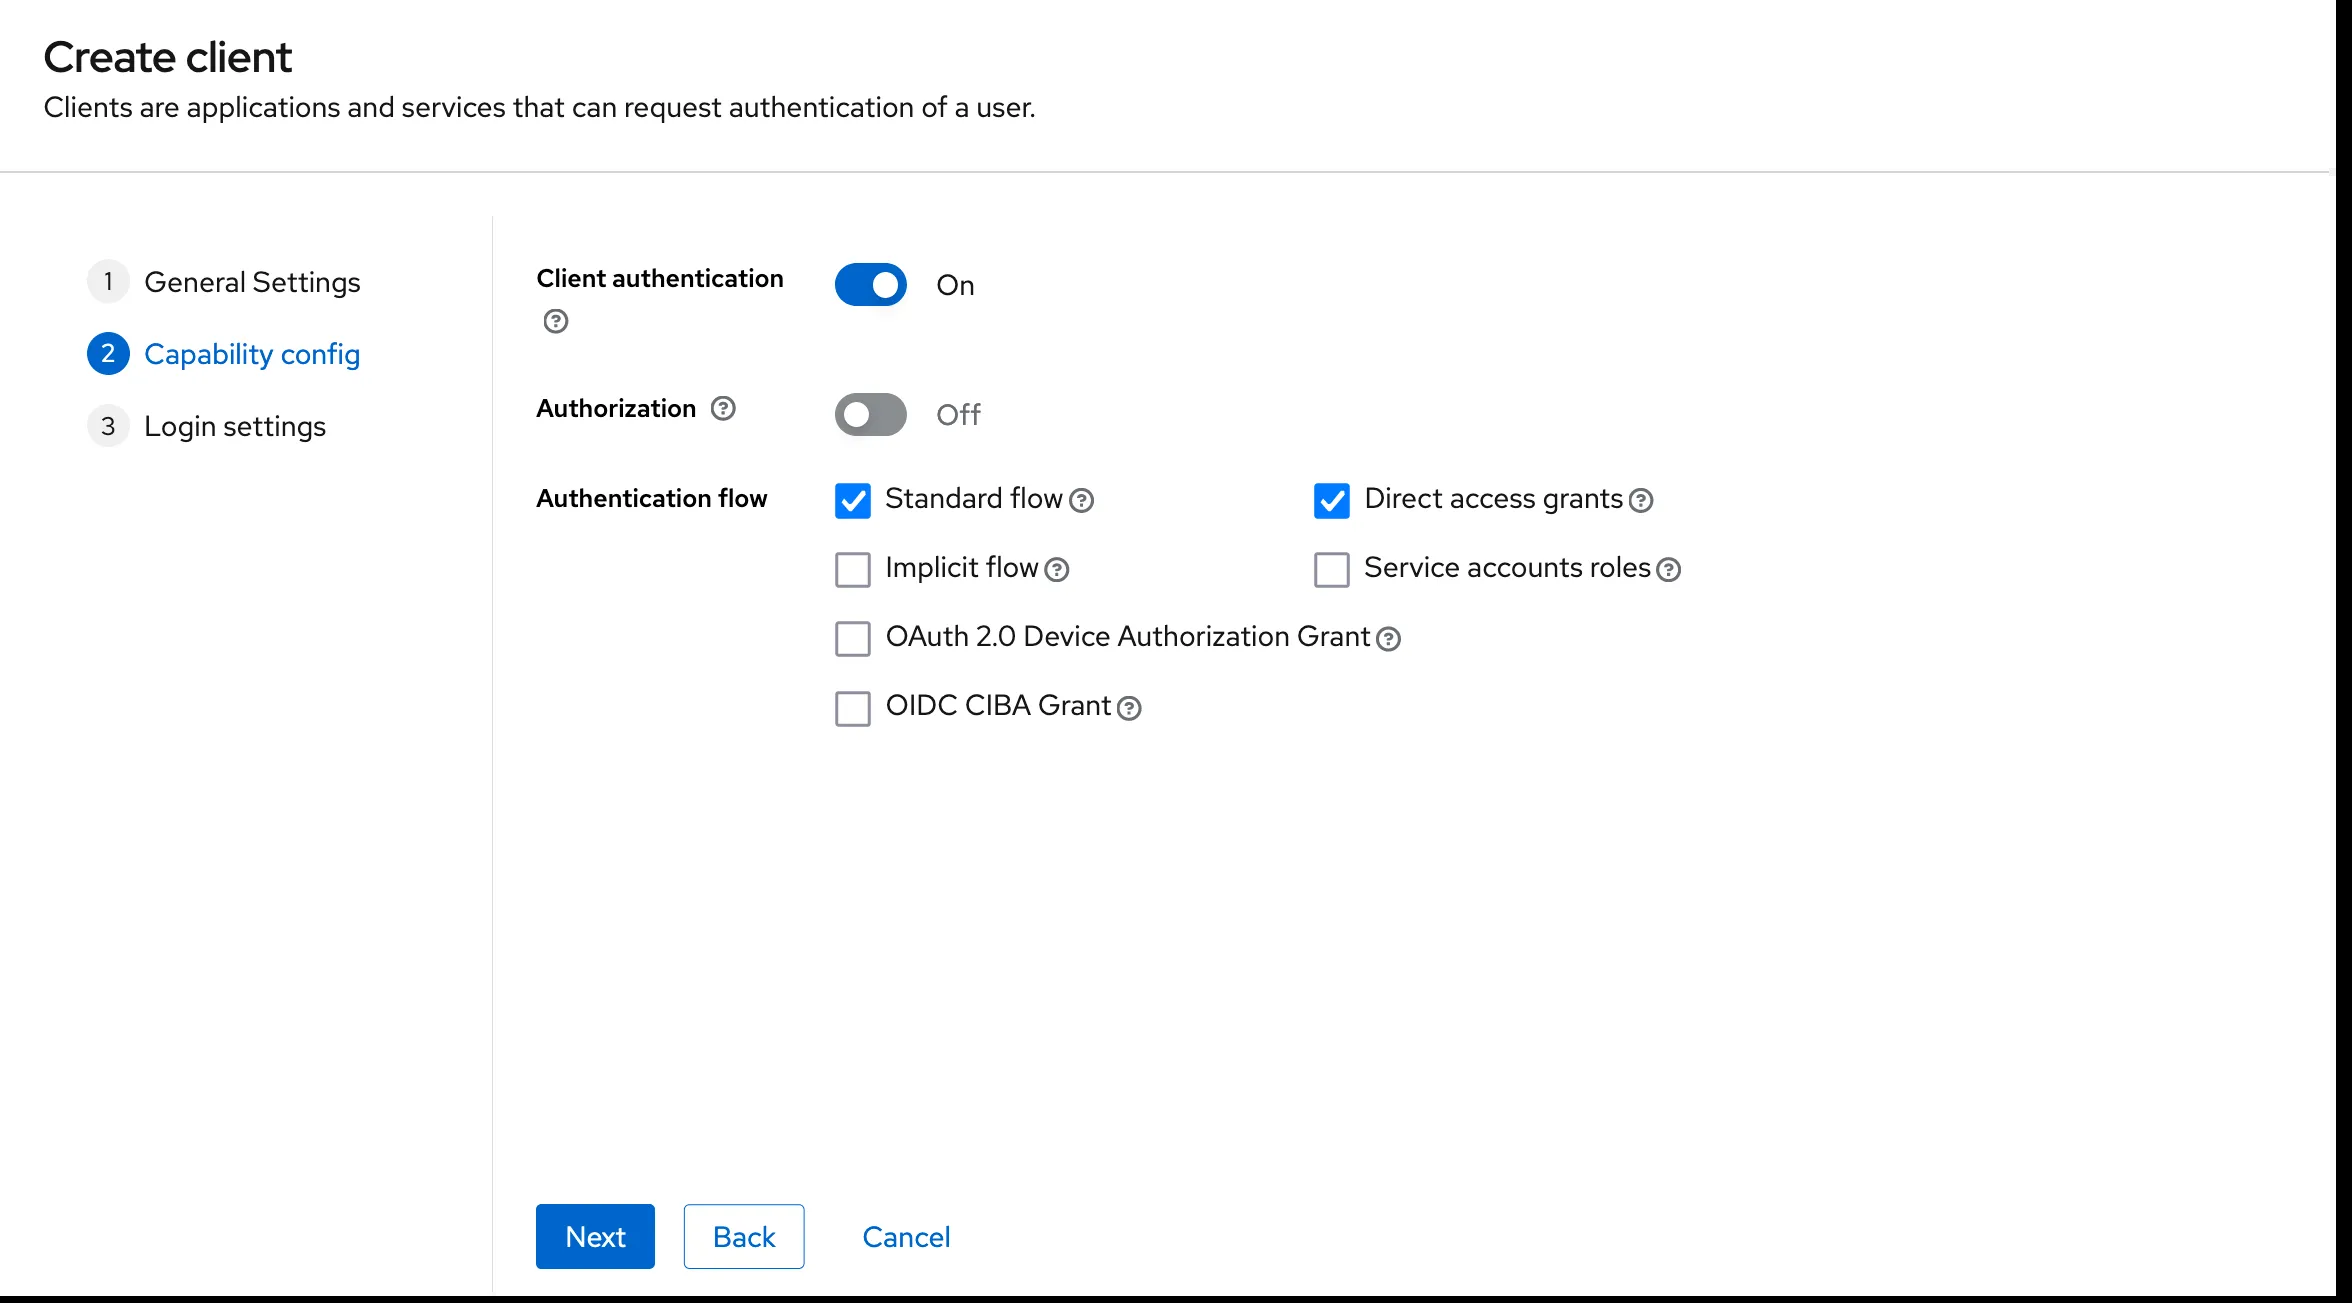 Create client
Clients are applications and services that can request authentication of a user.
1 General Settings
2 Capability config
3 Login settings
Client authentication
On
Authorization
Off
Authentication flow
Standard flow
Direct access grants
Implicit flow
Service accounts roles
OAuth 2.0 Device Authorization Grant
OIDC CIBA Grant
Next Back Cancel